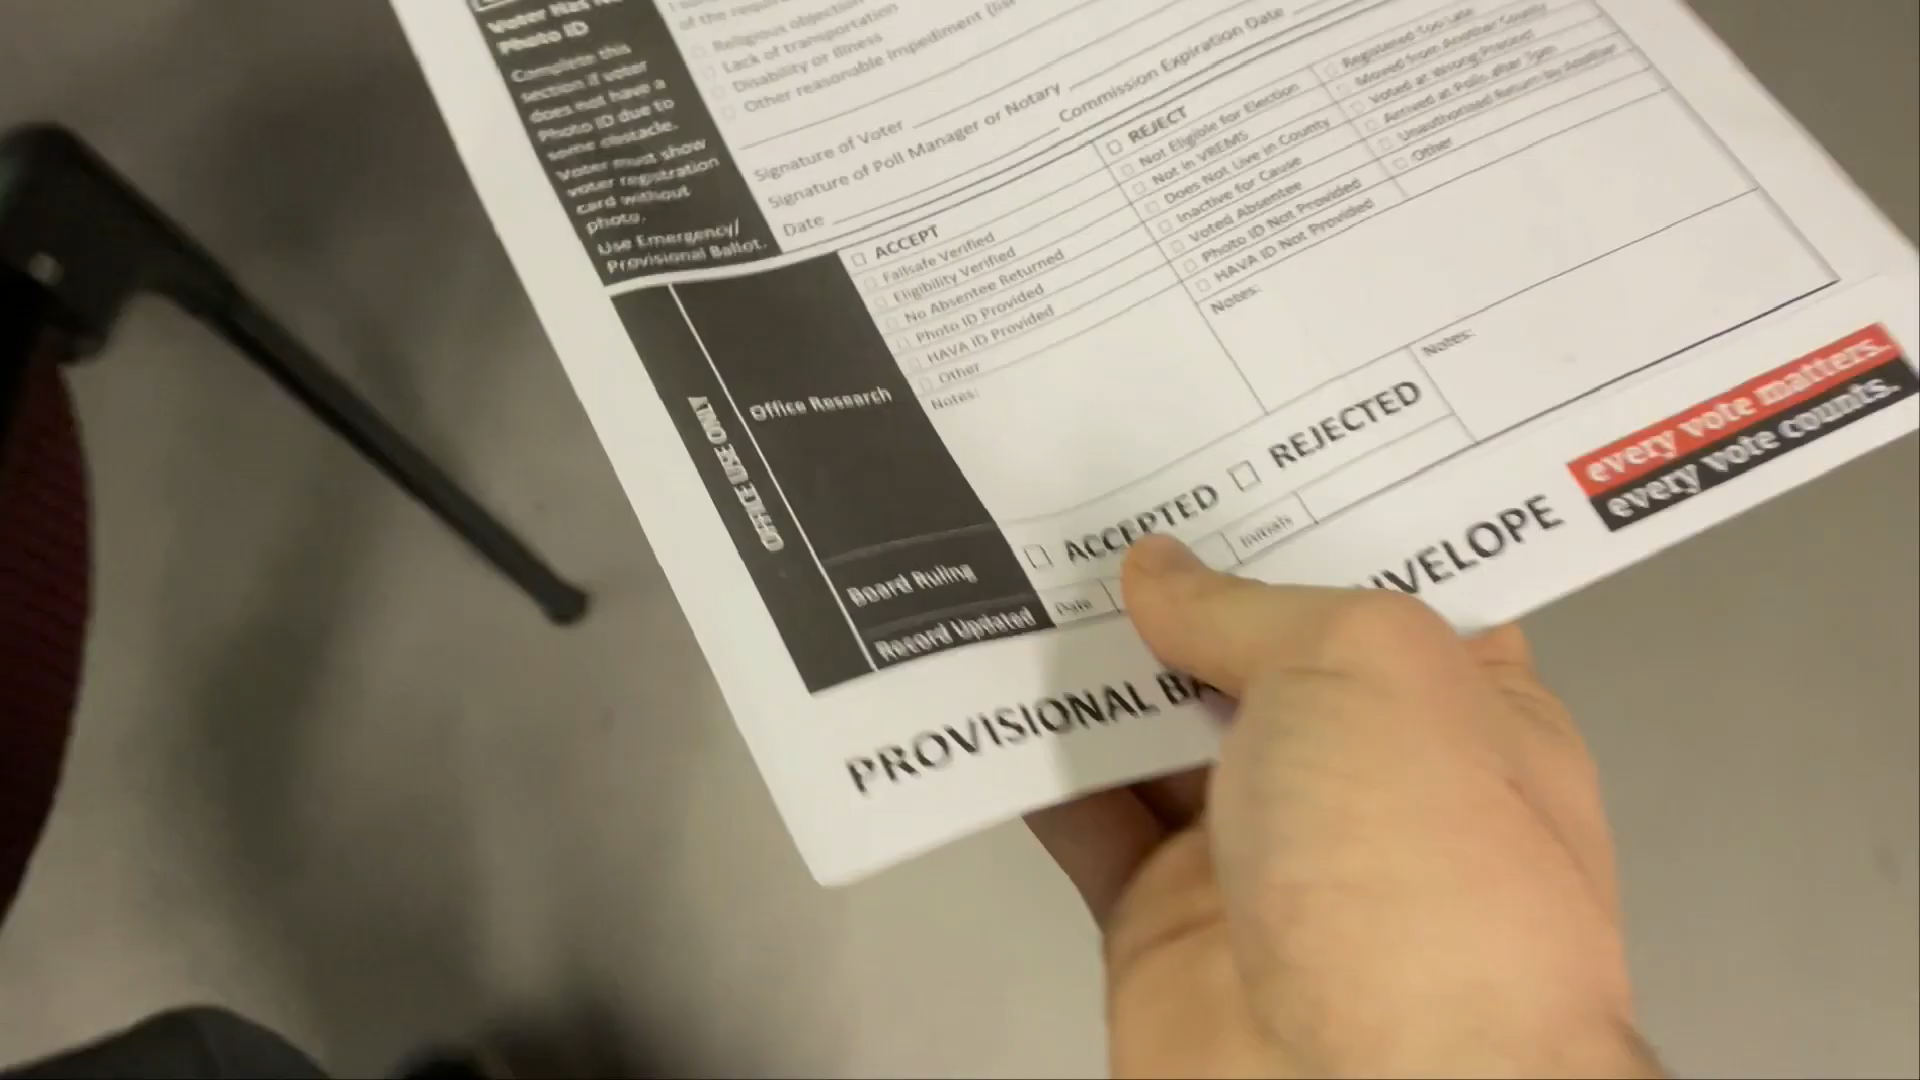 Voter Has No
Photo ID
Complete this
section if voter
does not have a
Photo ID due to
some obstacle.
Voter must show
voter registration
card without
photo.
Use Emergency/
Provisional Ballot.
of the
Religious objection
Lack of transportation
Disability or illness
Other reasonable impediment (list
Signature of Voter
Signature of Poll Manager or Notary
Commission Expiration Date
Date
OFFICE USE ONLY
Office Research
ACCEPT
Failsafe Verified
Eligibility Verified
No Absentee Returned
Photo ID Provided
HAVA ID Provided
Other
Notes:
REJECT
Not Eligible for Election
Not in VREMS
Does Not Live in County
Inactive for Cause
Voted Absentee
Photo ID Not Provided
HAVA ID Not Provided
Notes:
Registered Too Late
Moved from Another County
Voted at Wrong Precinct
Arrived at Polls after 7pm
Unauthorized Return by Another
Other
Board Ruling
ACCEPTED
REJECTED
Notes:
Record Updated
Date
Initials
PROVISIONAL BA
NVELOPE
every vote matters.
every vote counts.